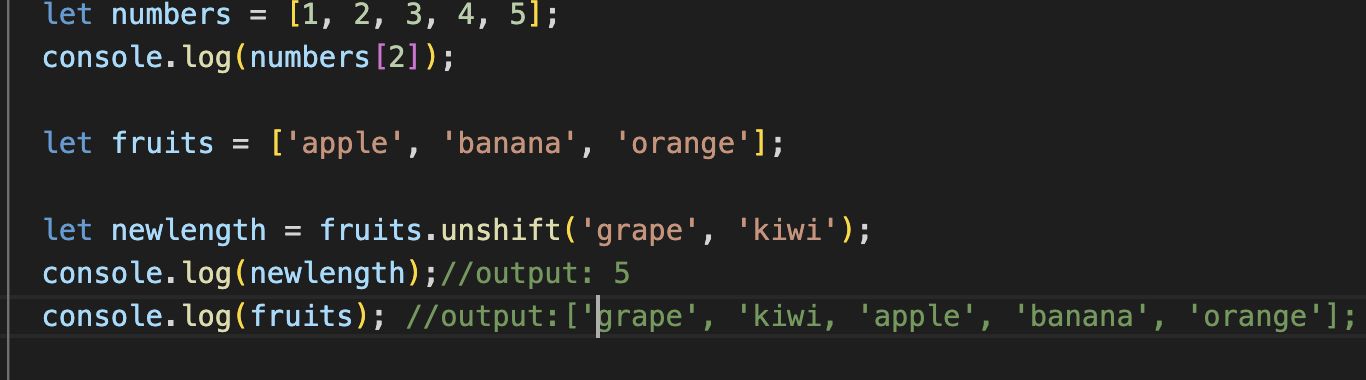 let numbers = [1, 2, 3, 4, 5];
console.log(numbers[2]);
let fruits = ['apple', 'banana', 'orange'];
let newlength = fruits.unshift('grape', 'kiwi');
console.log(newlength);//output: 5
console.log(fruits); //output:['grape', 'kiwi, 'apple', 'banana', 'orange'];